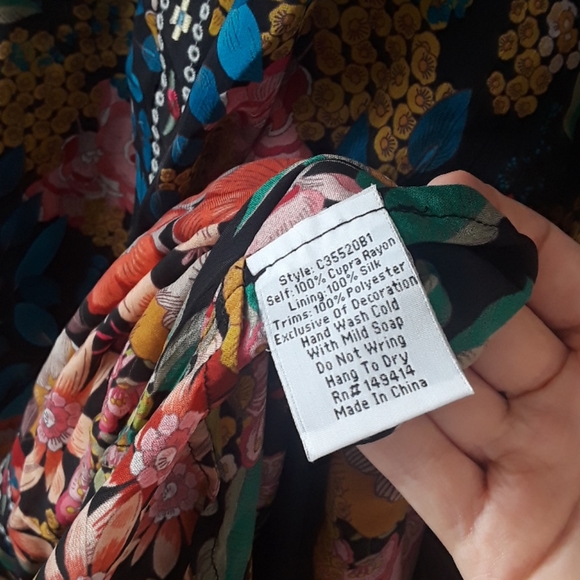 Style: C35520B1
Self:100% Cupra Rayon
Lining:100% Silk
Trims:100% Polyester
Exclusive of Decoration
Hand Wash Cold
With Mild Soap
Do Not Wring
Hang To Dry
Rn# 149414
Made In China